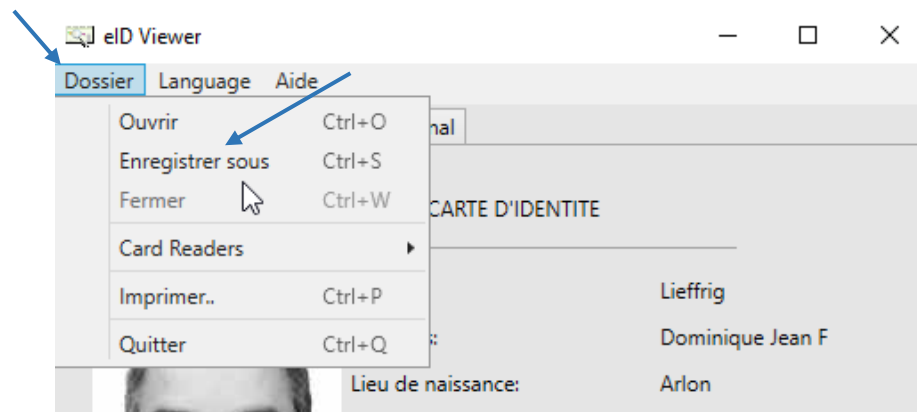 eID Viewer
Dossier Language Aide
Ouvrir Ctrl+O
nal
Enregistrer sous Ctrl+S
Fermer Ctrl+W
CARTE D'IDENTITE
Card Readers
Imprimer.. Ctrl+P
Lieffrig
Quitter Ctrl+Q
: Dominique Jean F
Lieu de naissance: Arlon